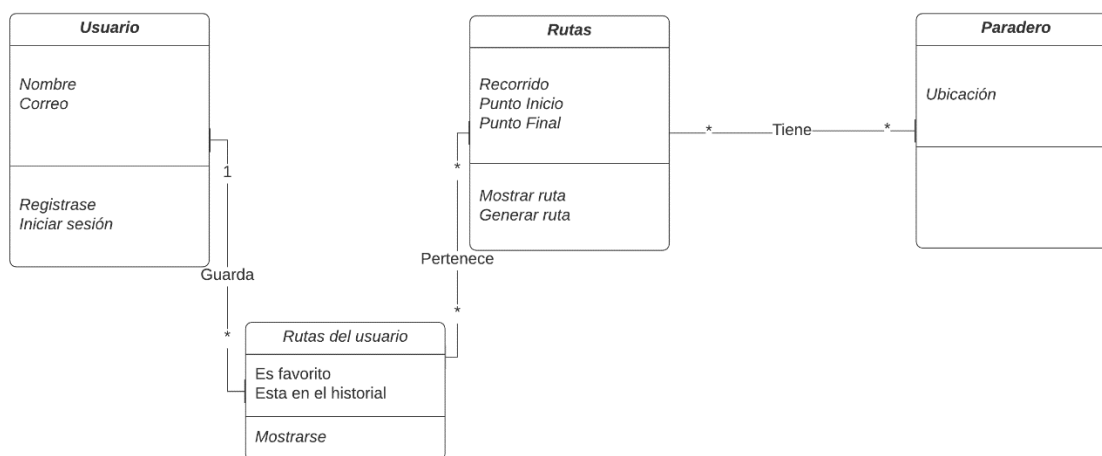 Usuario
Nombre
Correo
Registrase
Iniciar sesión
1
Guarda
*
Rutas del usuario
Es favorito
Esta en el historial
Mostrarse
*
Pertenece
*
Rutas
Recorrido
Punto Inicio
Punto Final
Mostrar ruta
Generar ruta
* Tiene *
Paradero
Ubicación